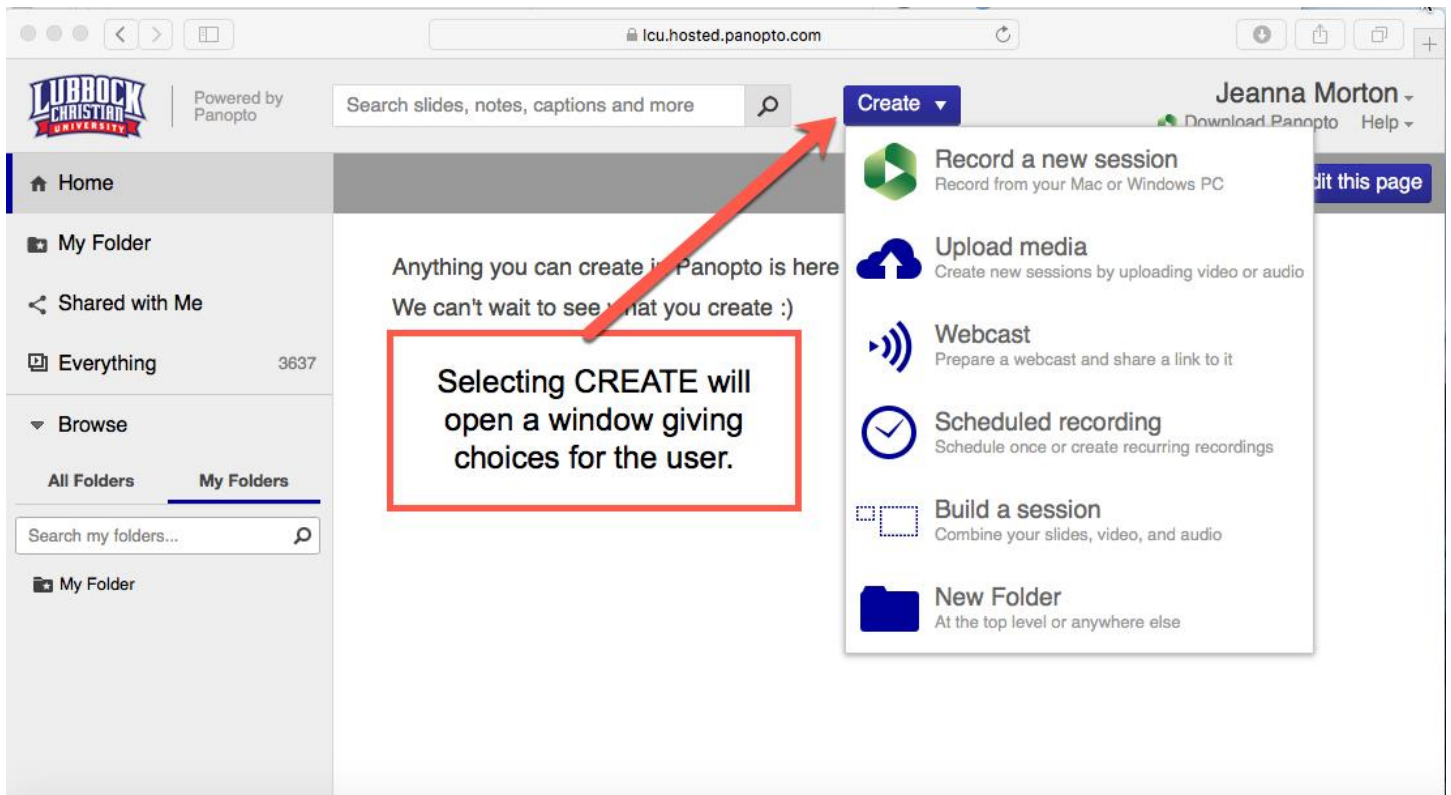 lcu.hosted.panopto.com
LUBBOCK
CHRISTIAN
UNIVERSITY
Powered by
Panopto
Search slides, notes, captions and more
Create
Jeanna Morton
Download Panopto Help
Home
My Folder
Shared with Me
Everything 3637
Browse
All Folders My Folders
Search my folders...
My Folder
dit this page
Anything you can create in Panopto is here
We can't wait to see what you create :)
Selecting CREATE will
open a window giving
choices for the user.
Record a new session
Record from your Mac or Windows PC
Upload media
Create new sessions by uploading video or audio
Webcast
Prepare a webcast and share a link to it
Scheduled recording
Schedule once or create recurring recordings
Build a session
Combine your slides, video, and audio
New Folder
At the top level or anywhere else